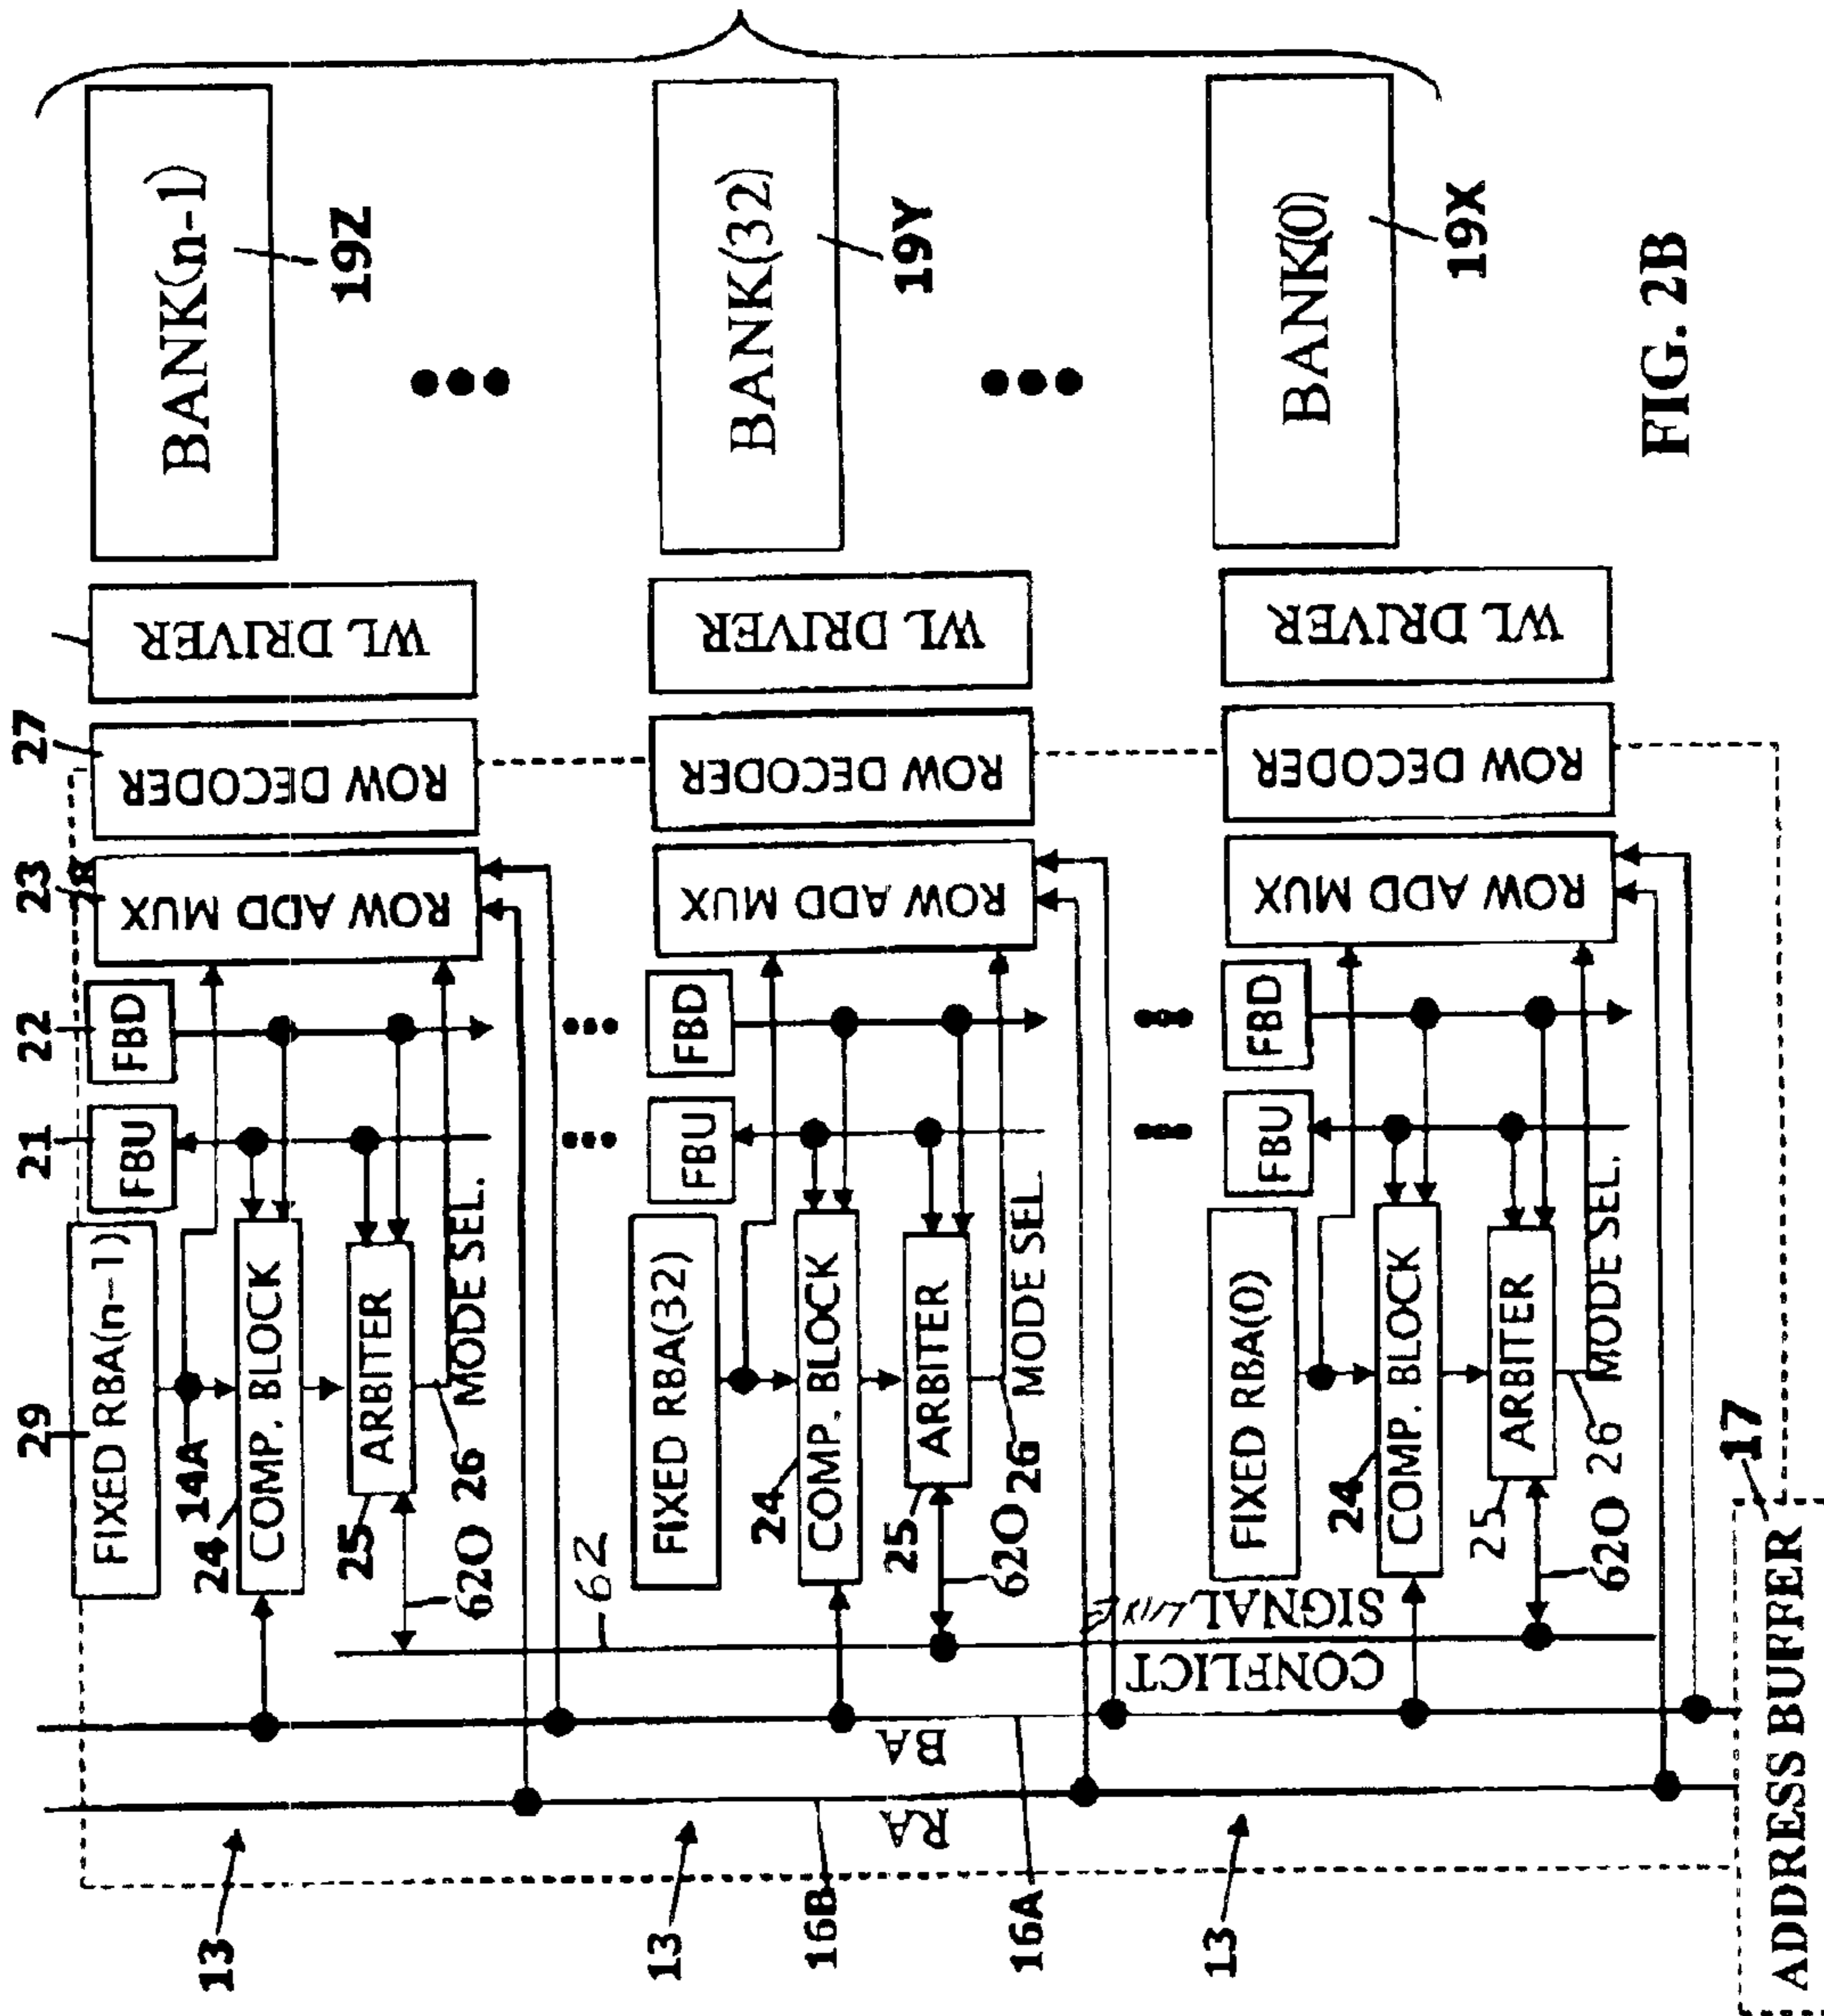 13
RA
BA
16B
16A
13
13
29
FIXED RBA(n-1)
14A
24
COMP. BLOCK
25
ARBITER
62O
26
MODE SEL.
21
FBU
22
FBD
23
28
ROW ADD MUX
27
ROW DECODER
WL DRIVER
BANK(n-1)
19Z
62
FIXED RBA(32)
24
COMP. BLOCK
25
ARBITER
62O
26
MODE SEL.
FBU
FBD
ROW ADD MUX
ROW DECODER
WL DRIVER
BANK(32)
19Y
CONFLICT
SIGNAL
FIXED RBA(0)
24
COMP. BLOCK
25
ARBITER
62O
26
MODE SEL.
FBU
FBD
ROW ADD MUX
ROW DECODER
WL DRIVER
BANK(0)
19X
17
ADDRESS BUFFER
FIG. 2B